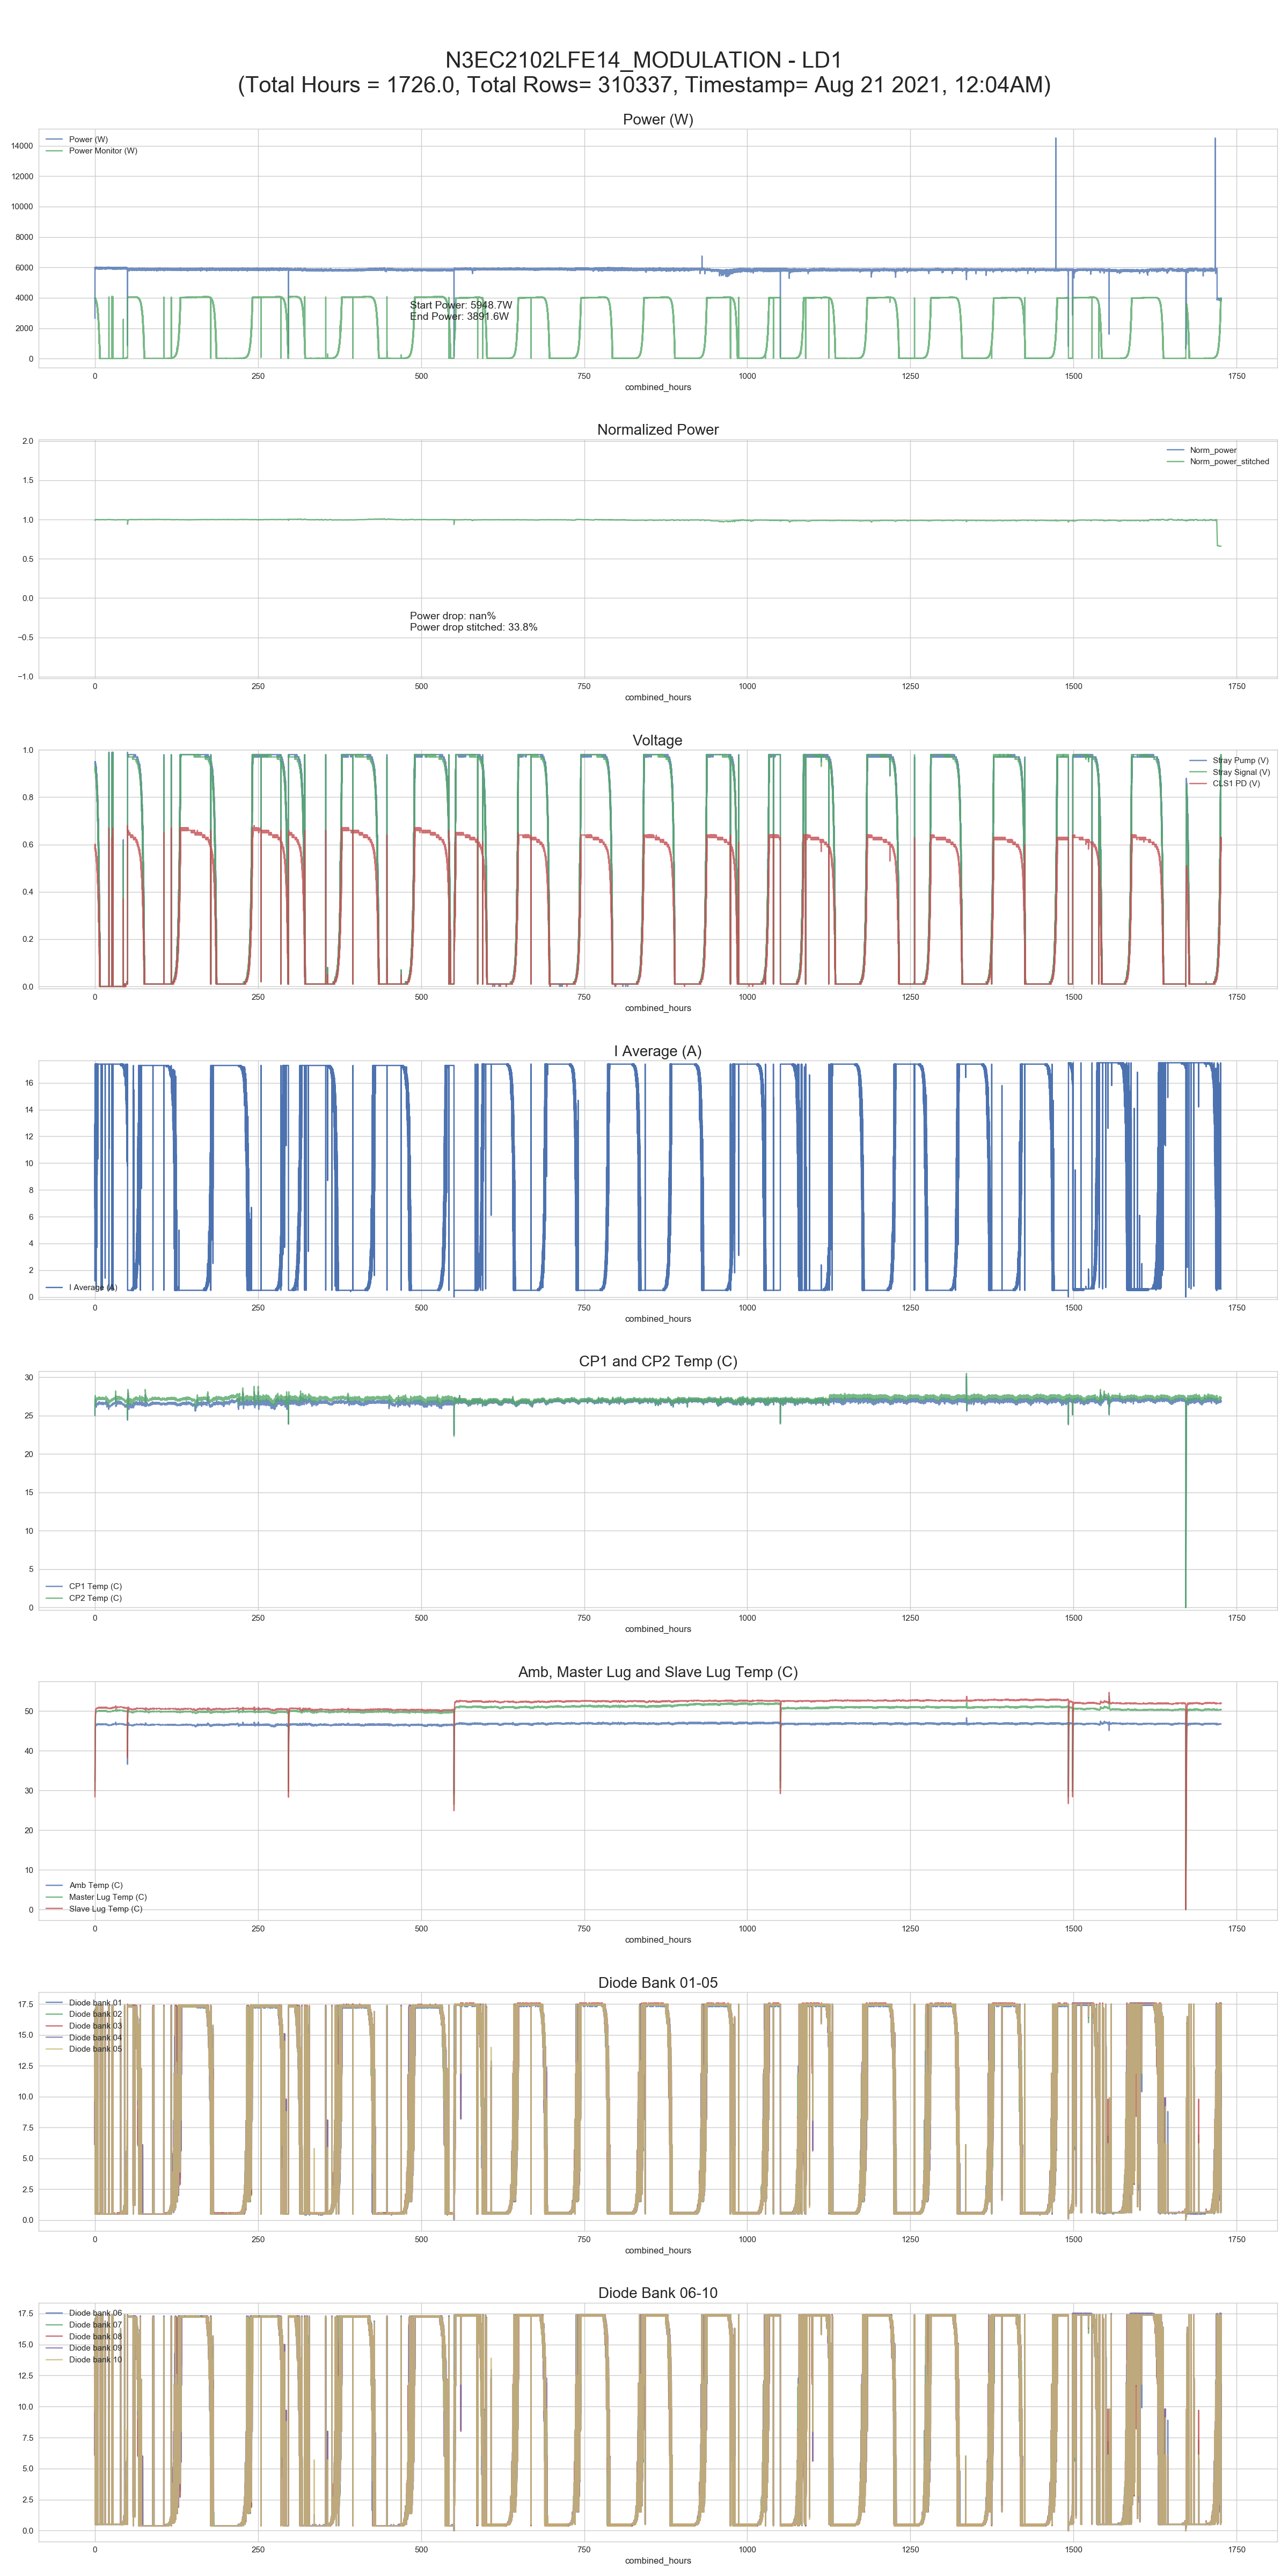 N3EC2102LFE14_MODULATION - LD1
(Total Hours = 1726.0, Total Rows= 310337, Timestamp= Aug 21 2021, 12:04AM)
Power (W)
Power (W)
Power Monitor (W)
14000
12000
10000
8000
6000
4000
2000
0
Start Power: 5948.7W
End Power: 3891.6W
0 250 500 750 1000 1250 1500 1750
combined_hours
Normalized Power
Norm_power
Norm_power_stitched
2.0
1.5
1.0
0.5
0.0
−0.5
−1.0
Power drop: nan%
Power drop stitched: 33.8%
0 250 500 750 1000 1250 1500 1750
combined_hours
Voltage
Stray Pump (V)
Stray Signal (V)
CLS1 PD (V)
1.0
0.8
0.6
0.4
0.2
0.0
0 250 500 750 1000 1250 1500 1750
combined_hours
I Average (A)
16
14
12
10
8
6
4
2
0
I Average (A)
0 250 500 750 1000 1250 1500 1750
combined_hours
CP1 and CP2 Temp (C)
30
25
20
15
10
5
0
CP1 Temp (C)
CP2 Temp (C)
0 250 500 750 1000 1250 1500 1750
combined_hours
Amb, Master Lug and Slave Lug Temp (C)
50
40
30
20
10
0
Amb Temp (C)
Master Lug Temp (C)
Slave Lug Temp (C)
0 250 500 750 1000 1250 1500 1750
combined_hours
Diode Bank 01-05
Diode bank 01
Diode bank 02
Diode bank 03
Diode bank 04
Diode bank 05
17.5
15.0
12.5
10.0
7.5
5.0
2.5
0.0
0 250 500 750 1000 1250 1500 1750
combined_hours
Diode Bank 06-10
Diode bank 06
Diode bank 07
Diode bank 08
Diode bank 09
Diode bank 10
17.5
15.0
12.5
10.0
7.5
5.0
2.5
0.0
0 250 500 750 1000 1250 1500 1750
combined_hours